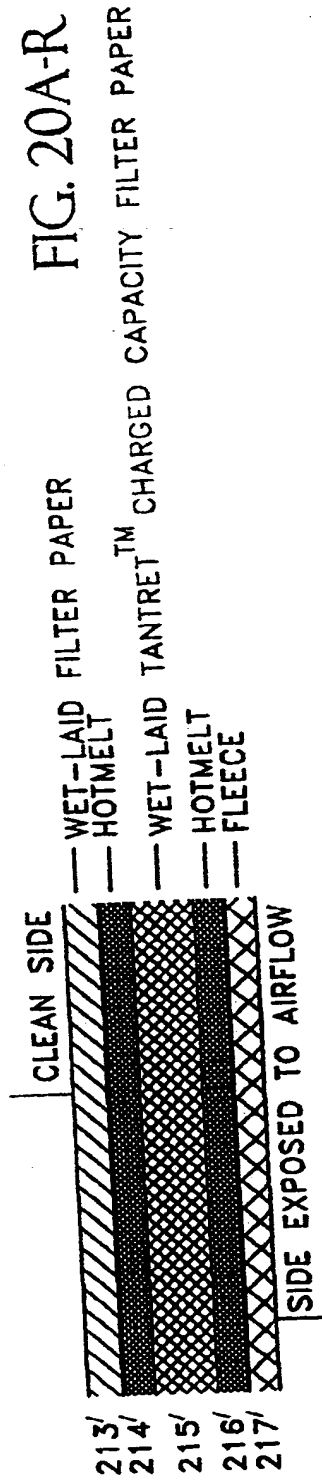 FIG. 20A-R
CLEAN SIDE
213'
214'
215'
216'
217'
WET-LAID FILTER PAPER
HOTMELT
WET-LAID TANTRET™ CHARGED CAPACITY FILTER PAPER
HOTMELT
FLEECE
SIDE EXPOSED TO AIRFLOW